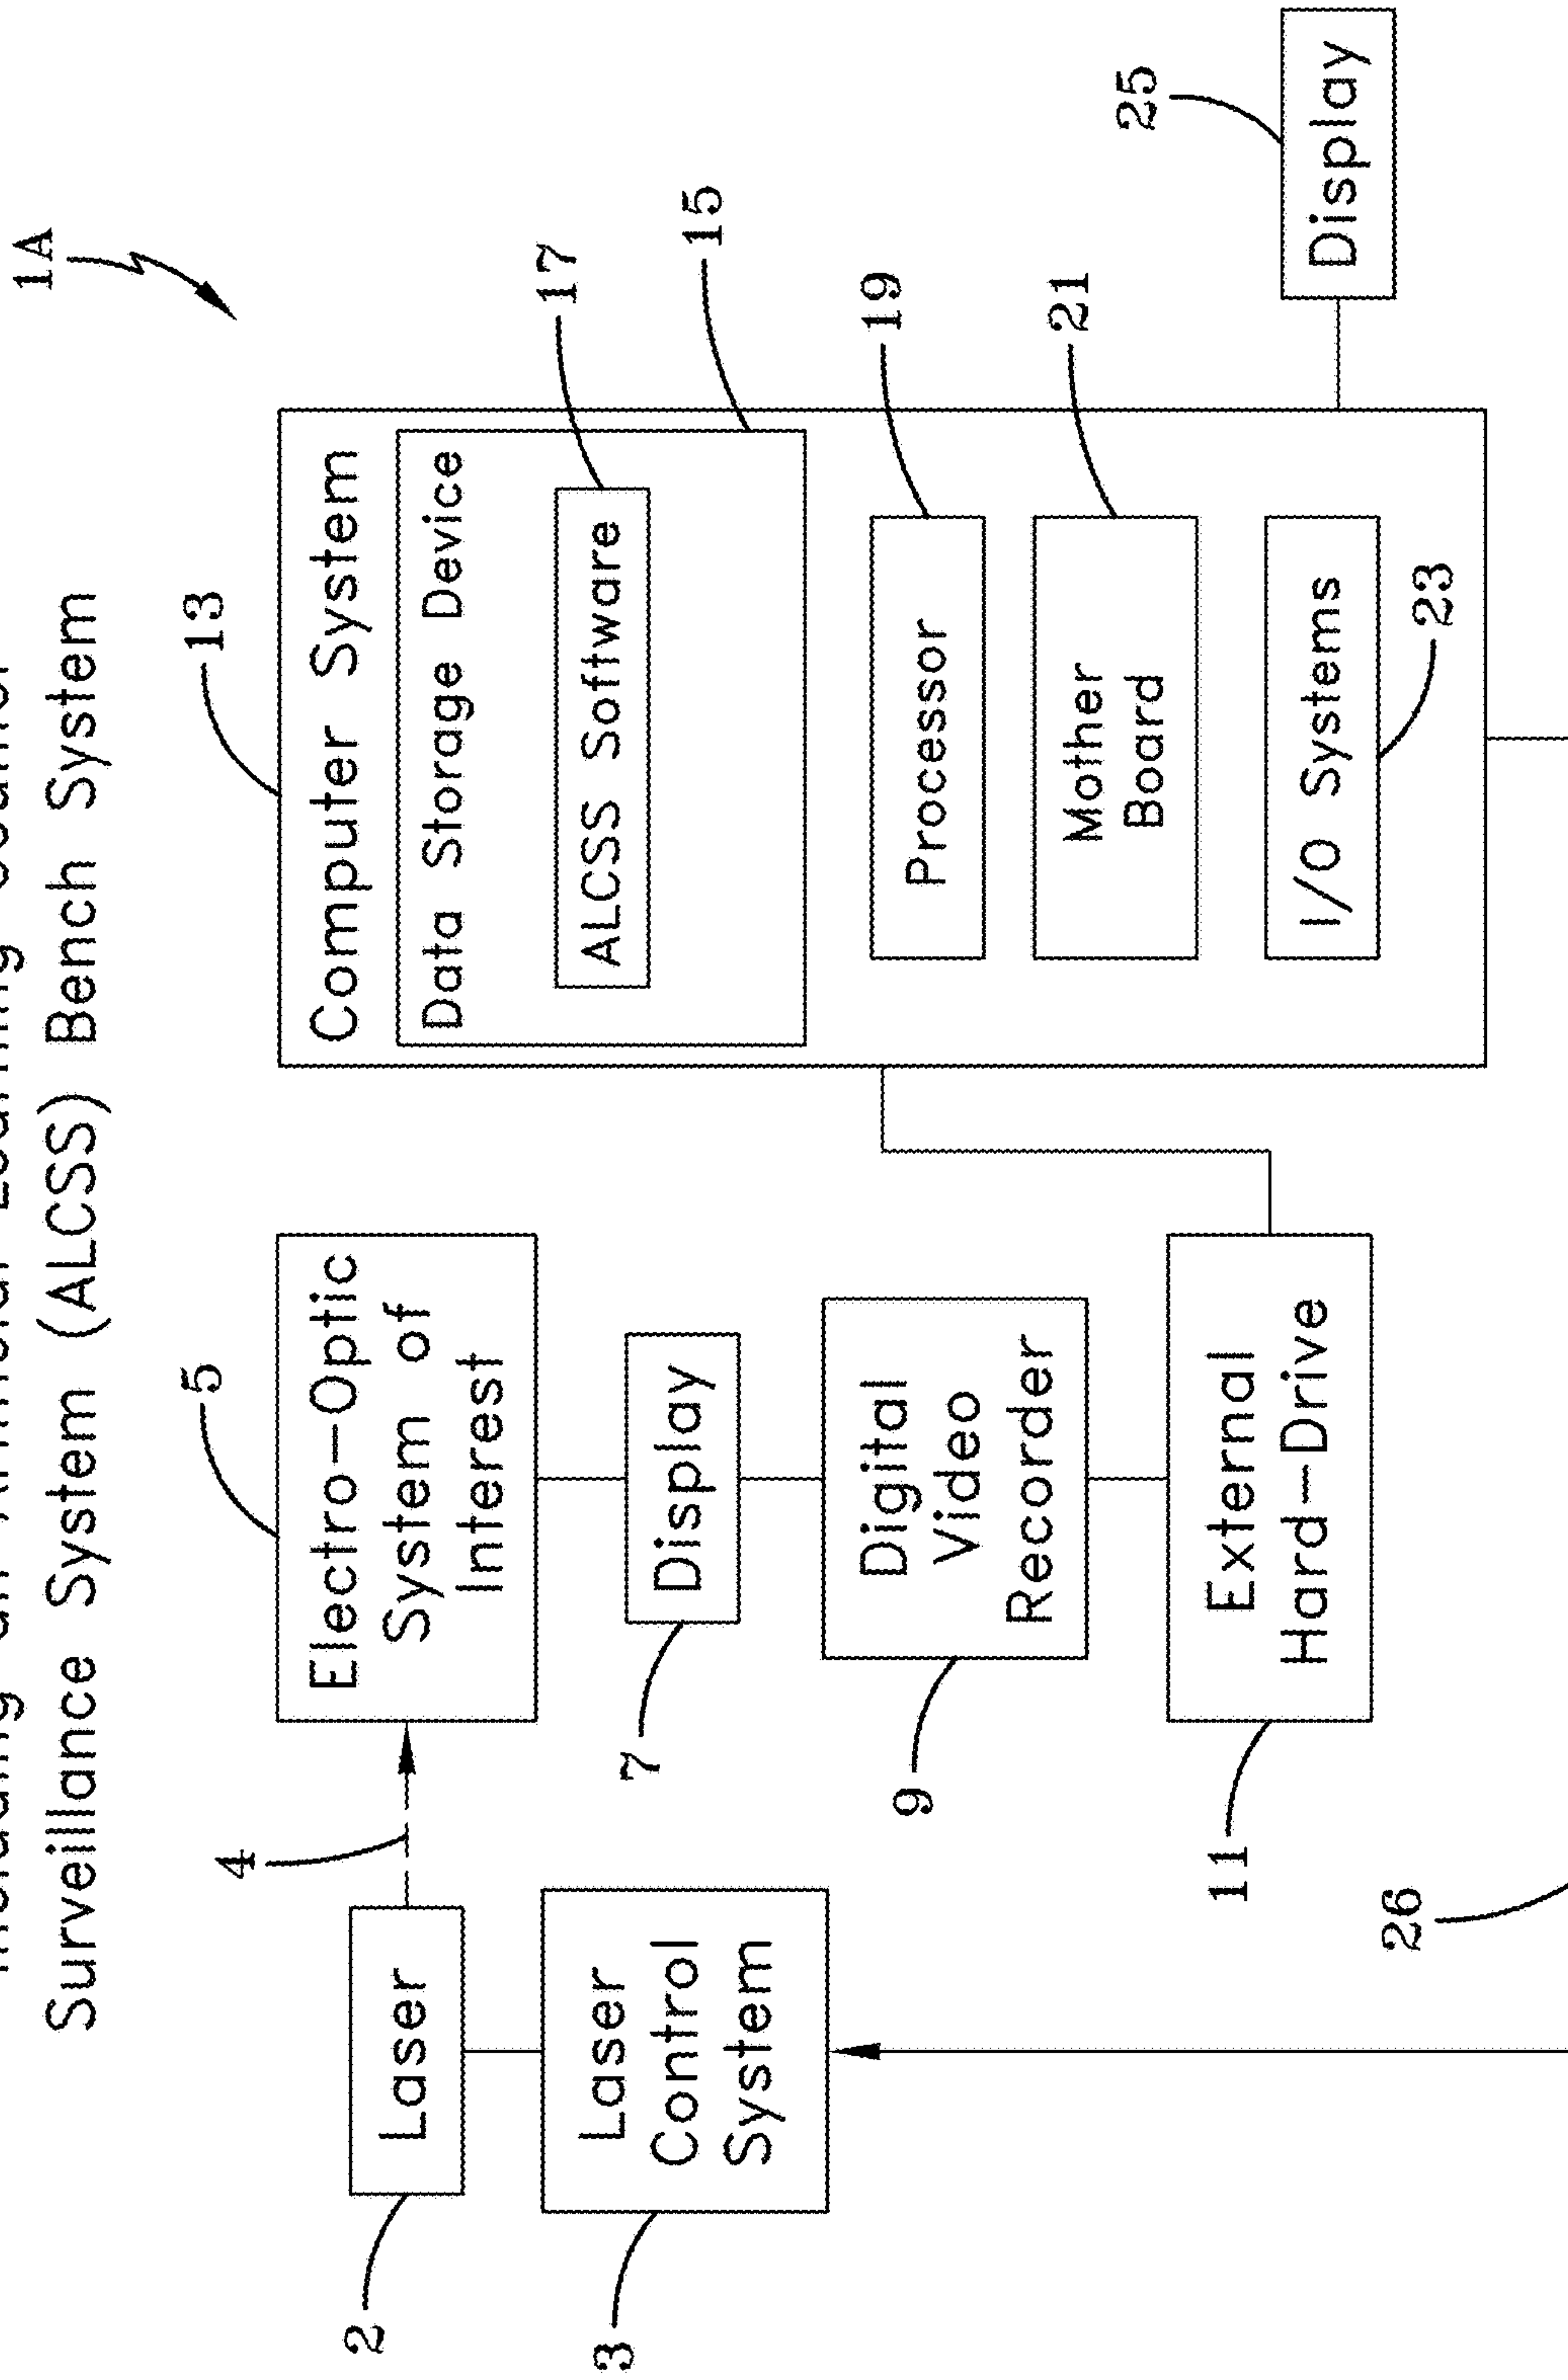 Surveillance System (ALCSS) Bench System
1A
13
5
4
2
3
Laser
Laser
Control
System
Electro-Optic
System of
Interest
7
Display
9
Digital
Video
Recorder
11
External
Hard-Drive
26
Computer System
Data Storage Device
ALCSS Software
17
15
Processor
19
Mother
Board
21
I/O Systems
23
25
Display